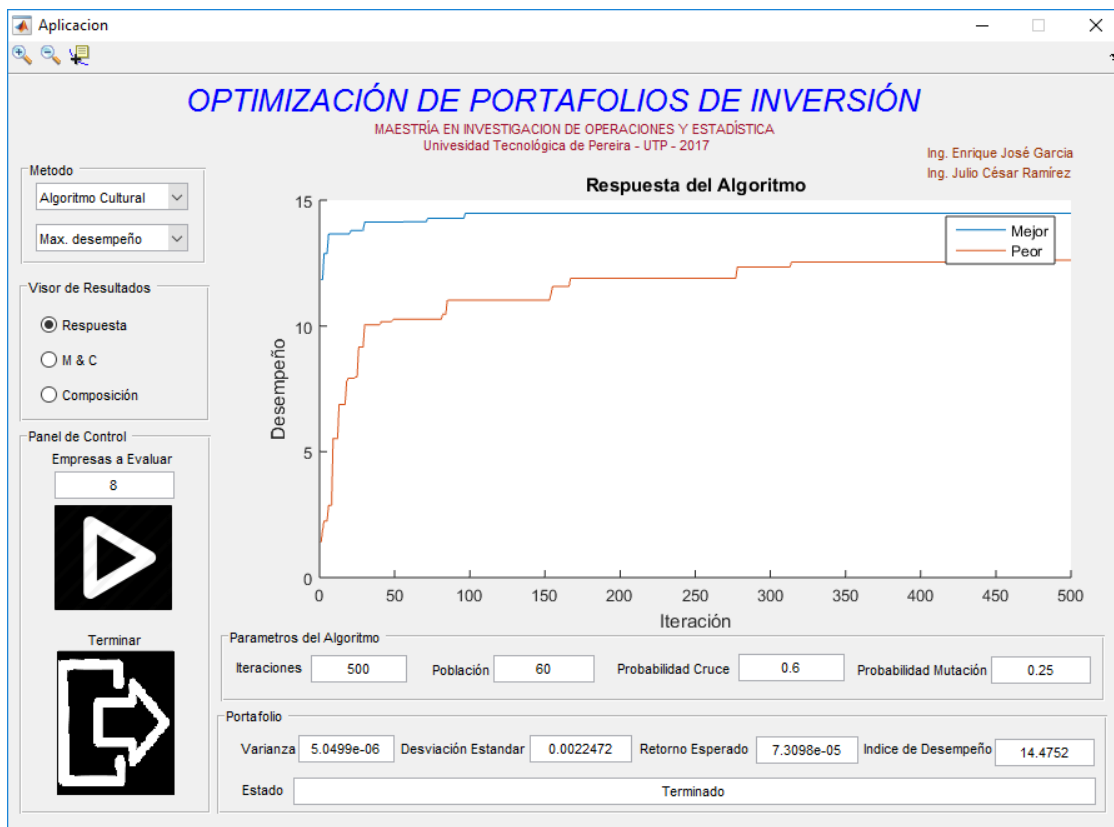 Aplicacion
OPTIMIZACIÓN DE PORTAFOLIOS DE INVERSIÓN
MAESTRÍA EN INVESTIGACION DE OPERACIONES Y ESTADÍSTICA
Univesidad Tecnológica de Pereira - UTP - 2017
Ing. Enrique José Garcia
Ing. Julio César Ramírez
Metodo
Algoritmo Cultural
Max. desempeño
Visor de Resultados
Respuesta
M & C
Composición
Panel de Control
Empresas a Evaluar
8
Terminar
Respuesta del Algoritmo
Mejor
Peor
Desempeño
15
10
5
0
0 50 100 150 200 250 300 350 400 450 500
Iteración
Parametros del Algoritmo
Iteraciones 500 Población 60 Probabilidad Cruce 0.6 Probabilidad Mutación 0.25
Portafolio
Varianza 5.0499e-06 Desviación Estandar 0.0022472 Retorno Esperado 7.3098e-05 Indice de Desempeño 14.4752
Estado Terminado